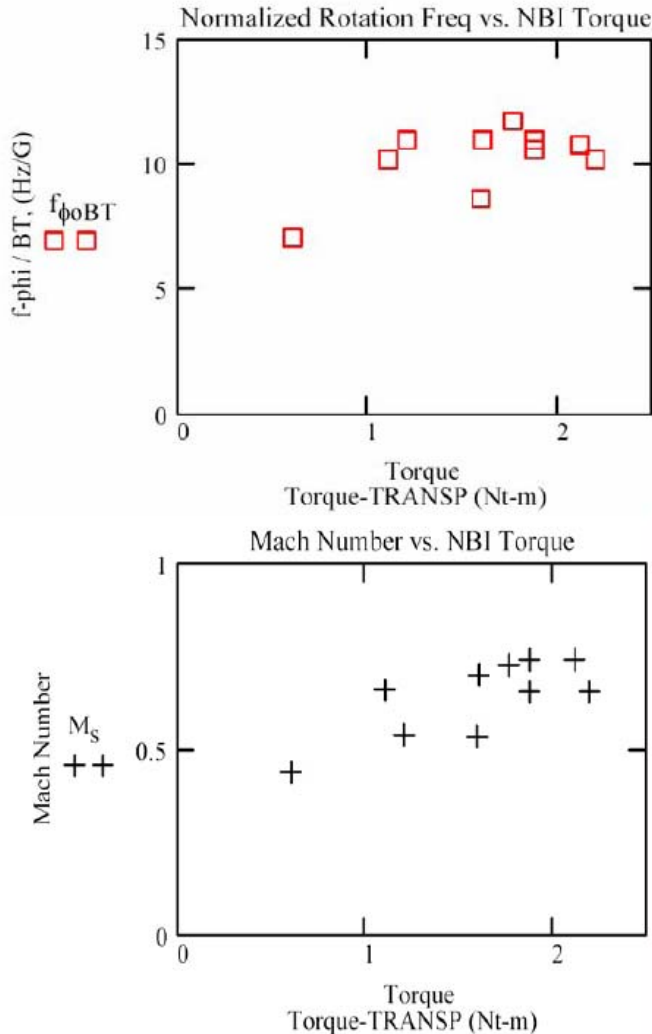 Normalized Rotation Freq vs. NBI Torque
15
10
5
0
f-phi / BT, (Hz/G)
fϕoBT
0 1 2
Torque
Torque-TRANSP (Nt-m)
Mach Number vs. NBI Torque
1
0.5
0
Mach Number
MS
0 1 2
Torque
Torque-TRANSP (Nt-m)